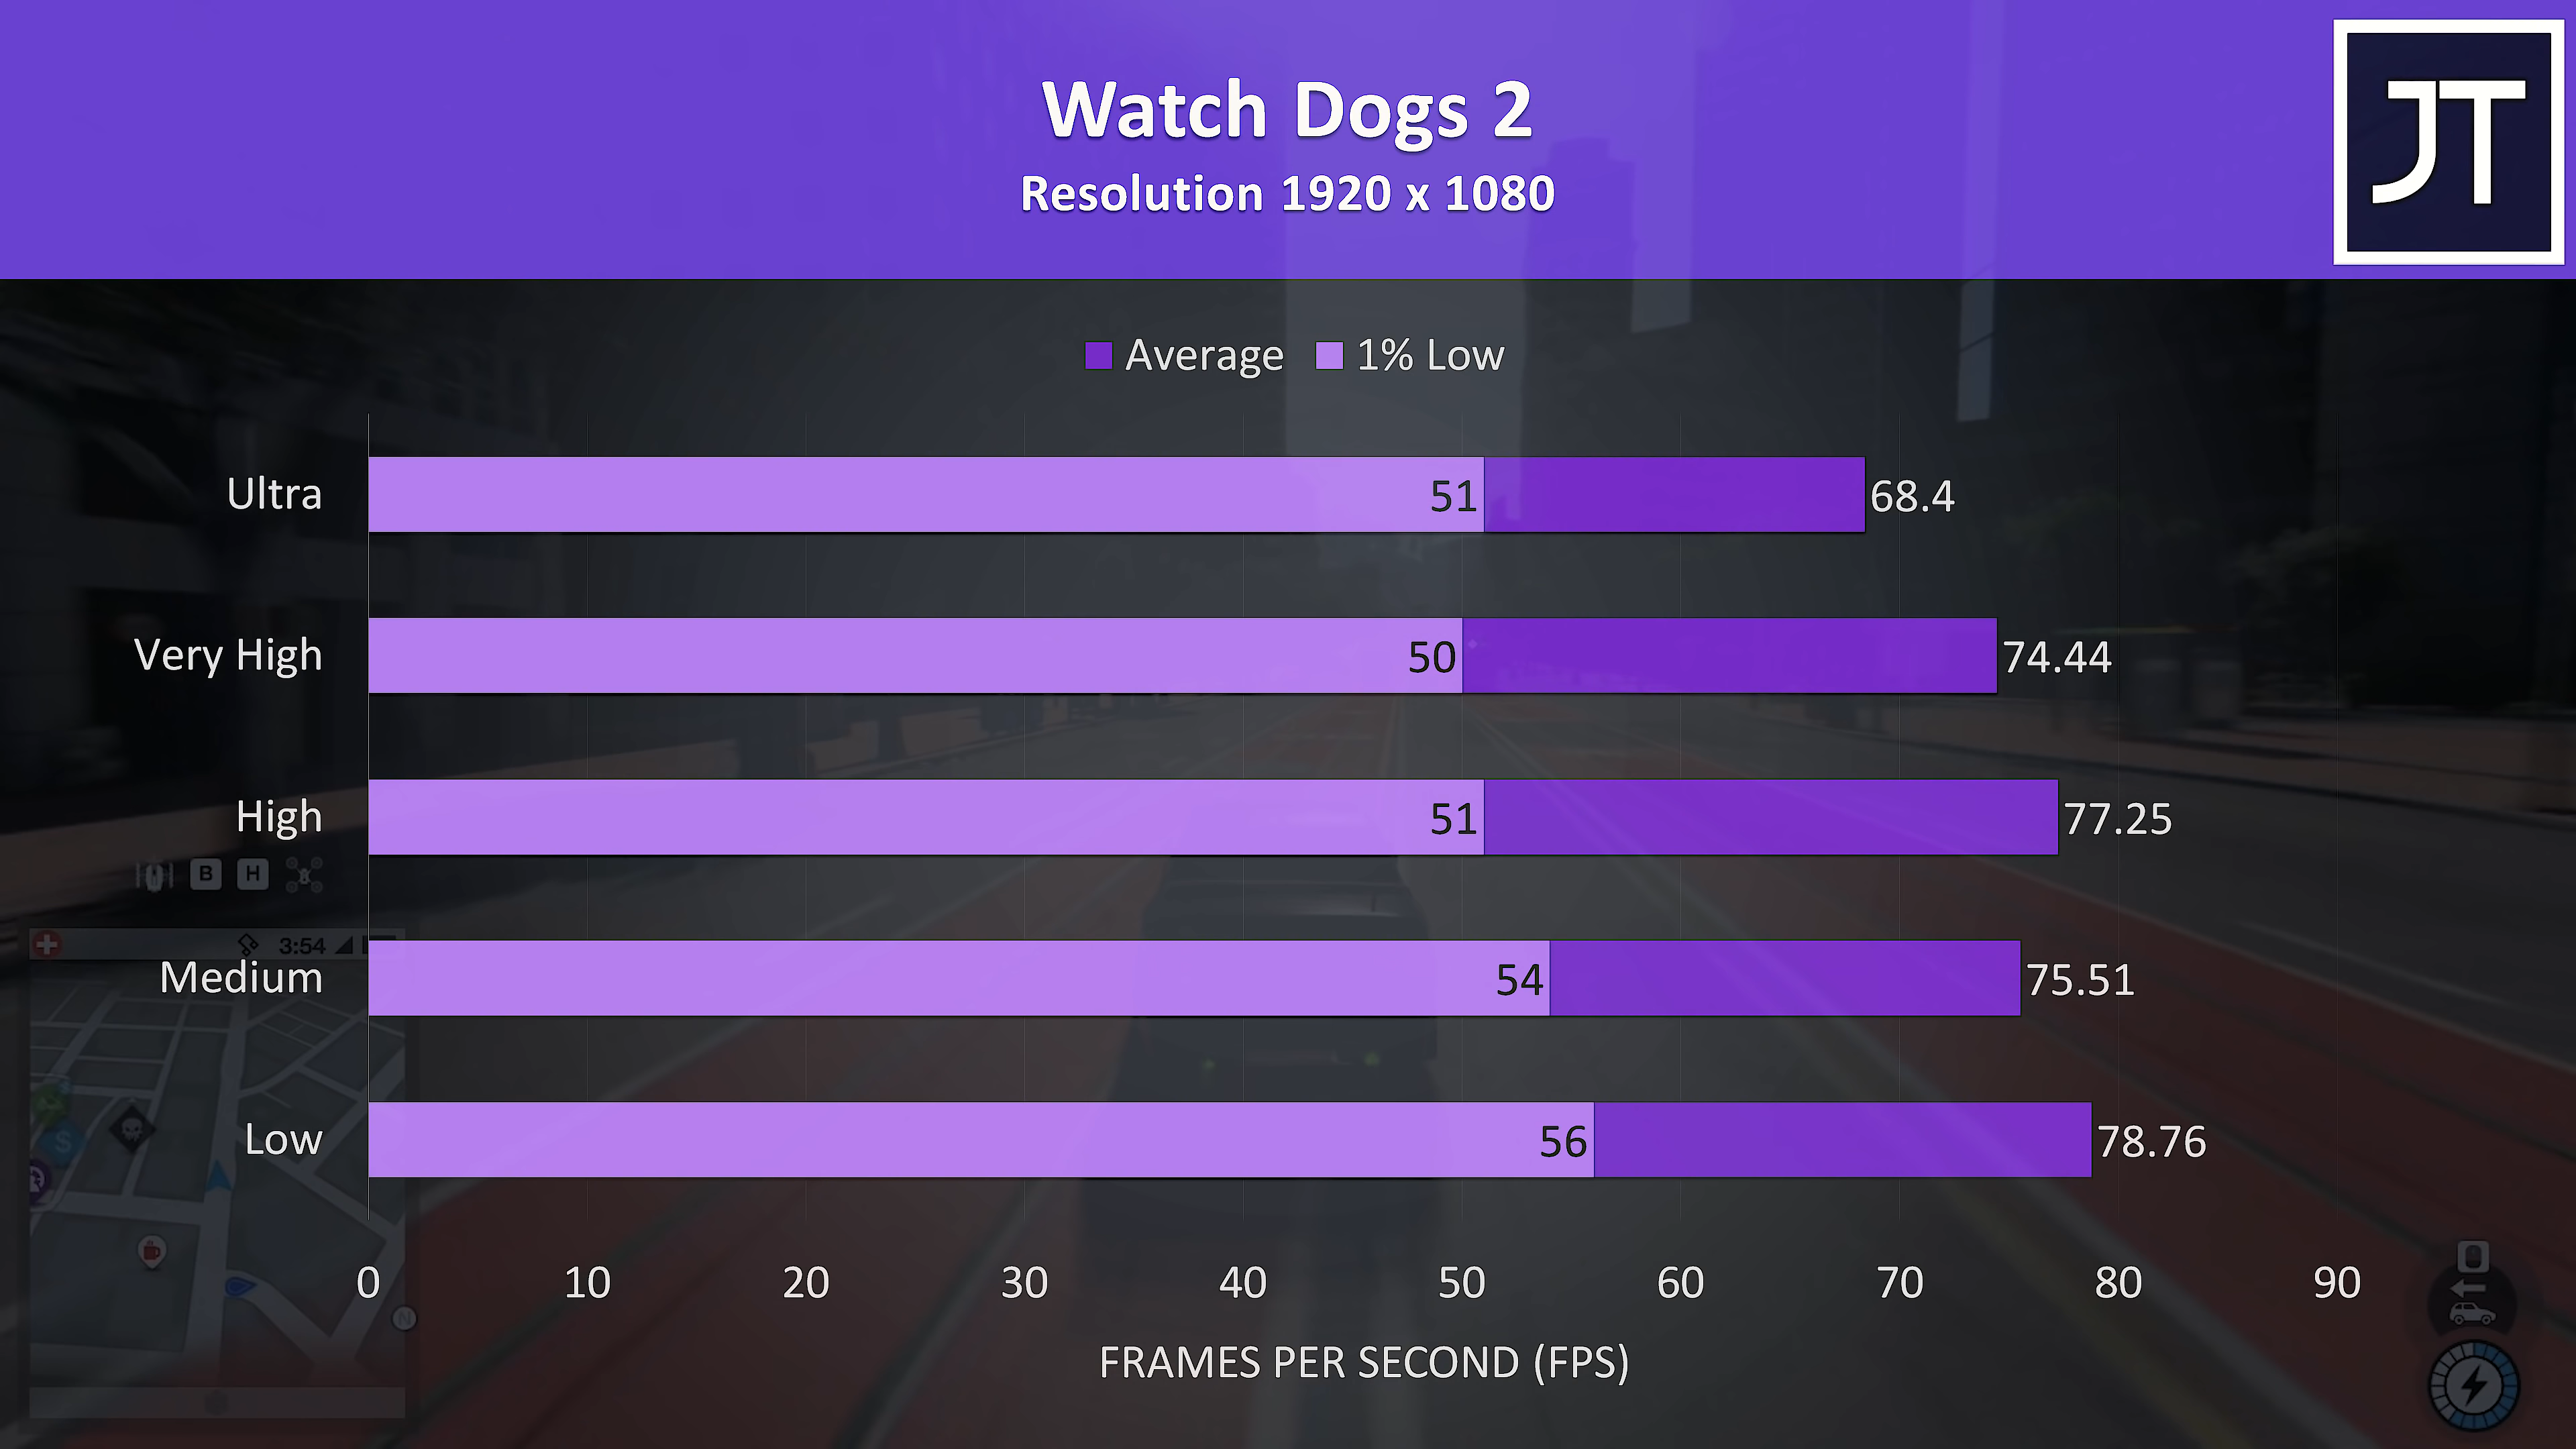 Watch Dogs 2
Resolution 1920 x 1080
JT
Average 1% Low
Ultra 51 68.4
Very High 50 74.44
High 51 77.25
B H
3:54
Medium 54 75.51
Low 56 78.76
S
N
0 10 20 30 40 50 60 70 80 90
FRAMES PER SECOND (FPS)